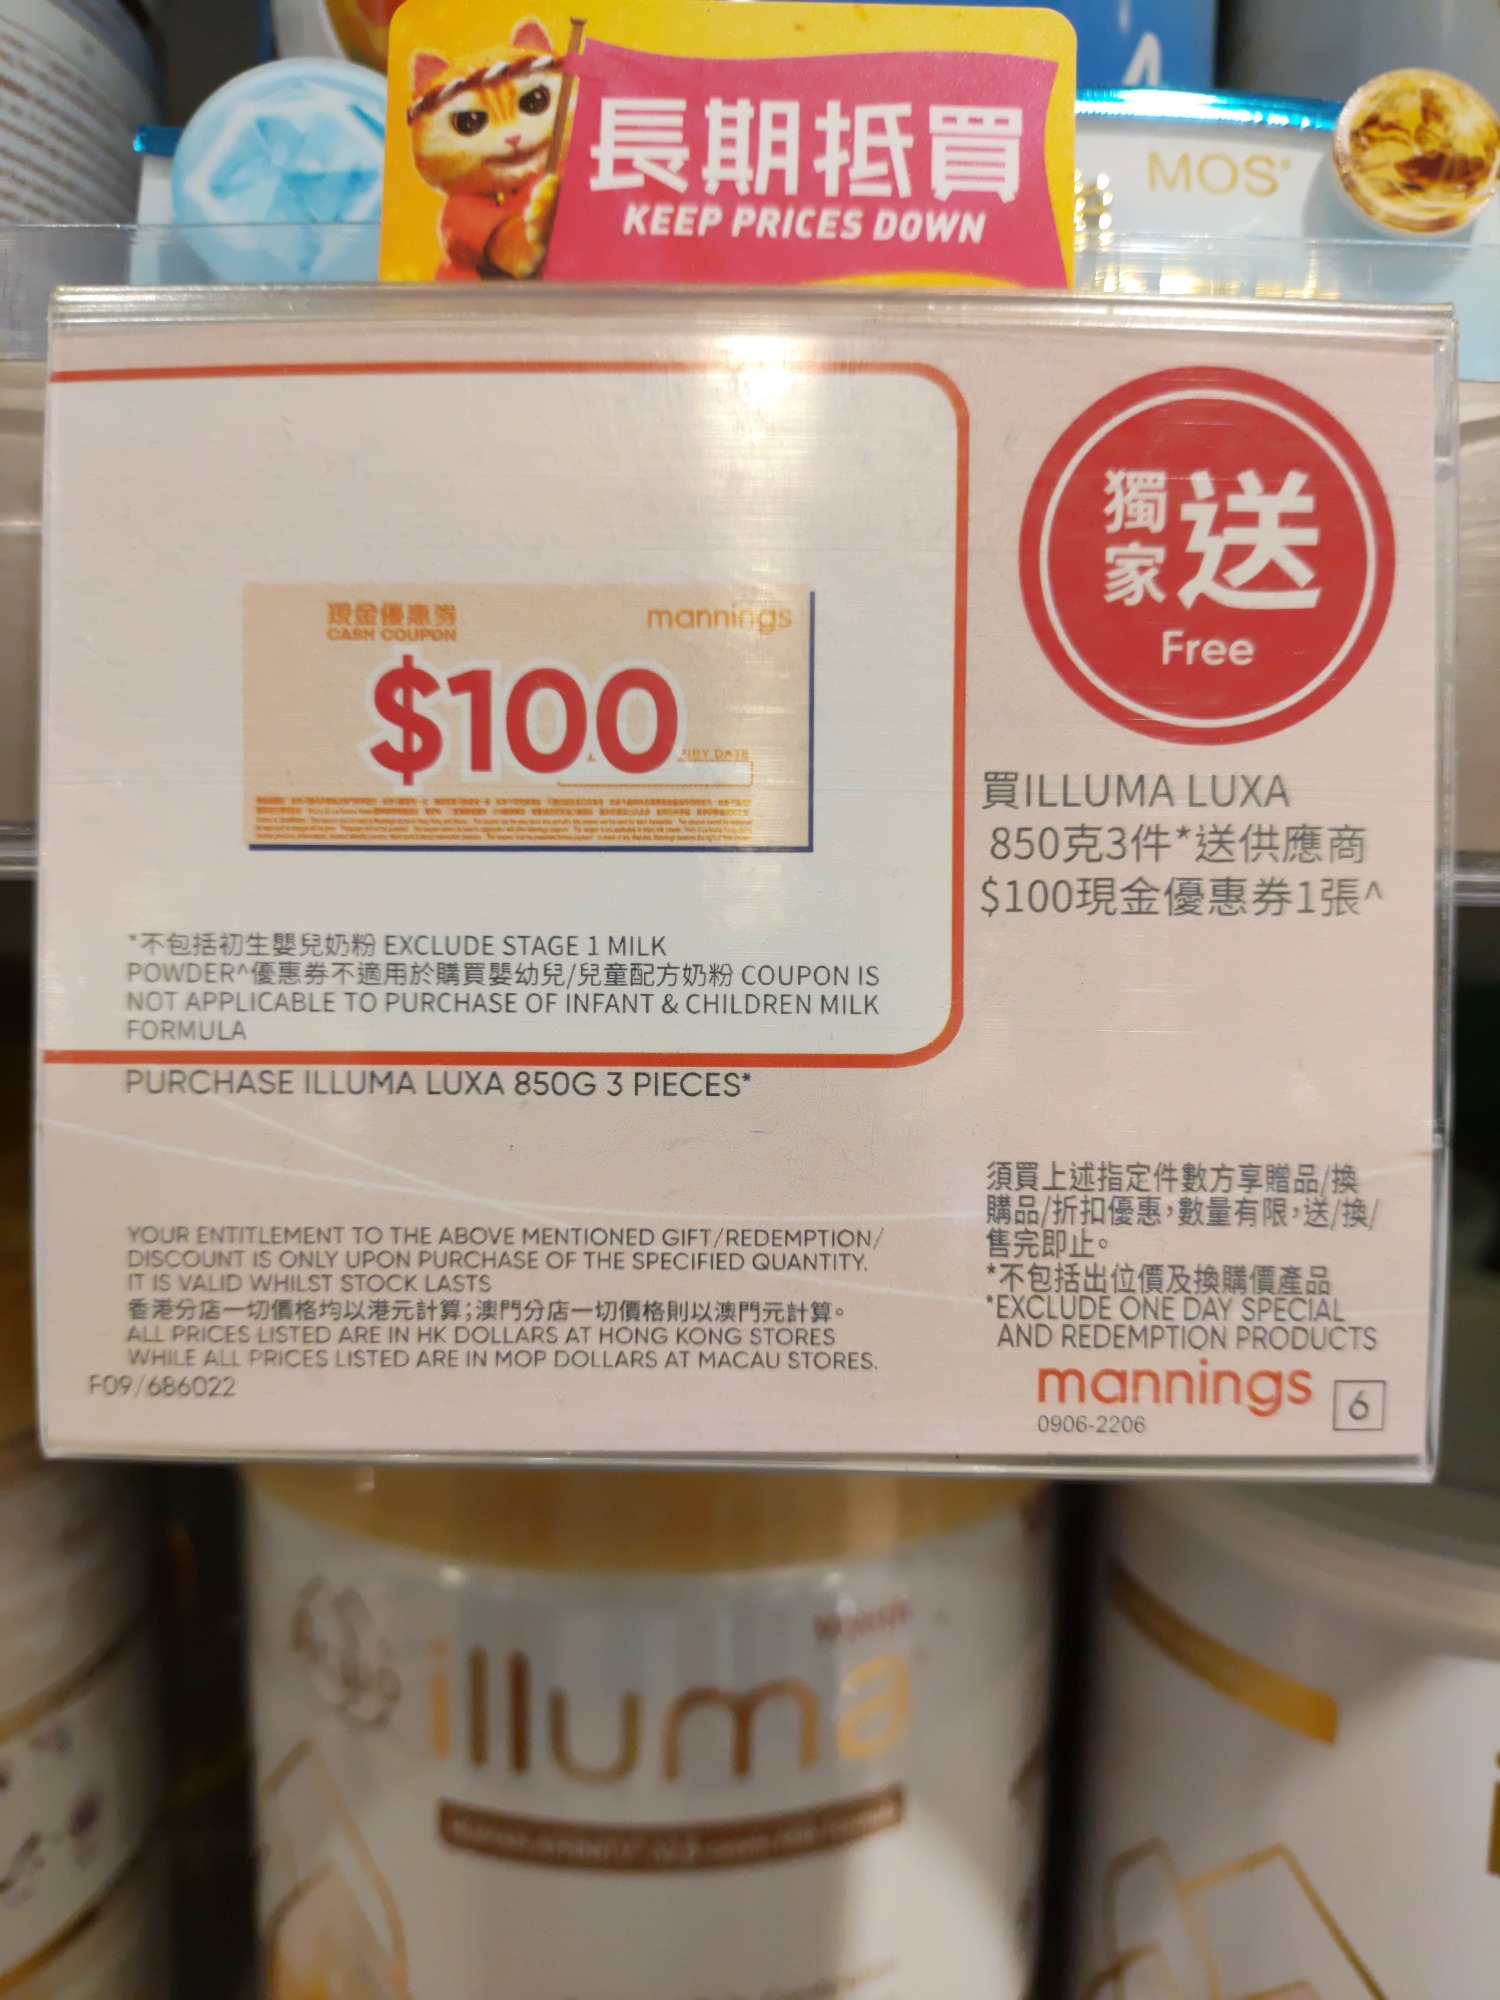 長期抵買
KEEP PRICES DOWN
MOS
現金優惠券
CASH COUPON
mannings
$100
獨家送
Free
買ILLUMA LUXA
850克3件*送供應商
$100現金優惠券1張^
*不包括初生嬰兒奶粉 EXCLUDE STAGE 1 MILK
POWDER^優惠券不適用於購買嬰幼兒/兒童配方奶粉 COUPON IS
NOT APPLICABLE TO PURCHASE OF INFANT & CHILDREN MILK
FORMULA
PURCHASE ILLUMA LUXA 850G 3 PIECES*
YOUR ENTITLEMENT TO THE ABOVE MENTIONED GIFT/REDEMPTION/
DISCOUNT IS ONLY UPON PURCHASE OF THE SPECIFIED QUANTITY.
IT IS VALID WHILST STOCK LASTS
香港分店一切價格均以港元計算;澳門分店一切價格則以澳門元計算。
ALL PRICES LISTED ARE IN HK DOLLARS AT HONG KONG STORES
WHILE ALL PRICES LISTED ARE IN MOP DOLLARS AT MACAU STORES.
F09/686022
須買上述指定件數方享贈品/換
購品/折扣優惠,數量有限,送/換/
售完即止。
*不包括出位價及換購價產品
*EXCLUDE ONE DAY SPECIAL
AND REDEMPTION PRODUCTS
mannings 6
0906-2206
illuma